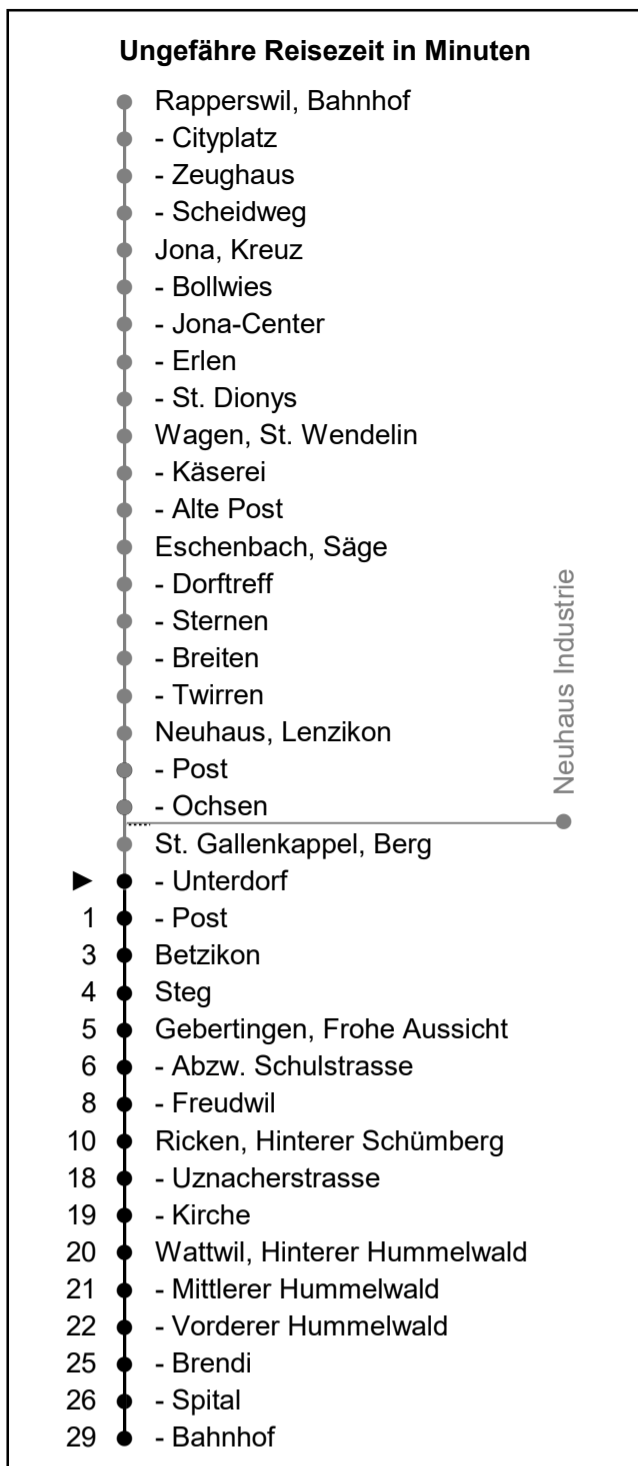 Ungefähre Reisezeit in Minuten
Rapperswil, Bahnhof
- Cityplatz
- Zeughaus
- Scheidweg
Jona, Kreuz
- Bollwies
- Jona-Center
- Erlen
- St. Dionys
Wagen, St. Wendelin
- Käserei
- Alte Post
Eschenbach, Säge
- Dorftreff
- Sternen
- Breiten
- Twirren
Neuhaus, Lenzikon
- Post
- Ochsen
Neuhaus Industrie
St. Gallenkappel, Berg
► - Unterdorf
1 - Post
3 Betzikon
4 Steg
5 Gebertingen, Frohe Aussicht
6 - Abzw. Schulstrasse
8 - Freudwil
10 Ricken, Hinterer Schümberg
18 - Uznacherstrasse
19 - Kirche
20 Wattwil, Hinterer Hummelwald
21 - Mittlerer Hummelwald
22 - Vorderer Hummelwald
25 - Brendi
26 - Spital
29 - Bahnhof